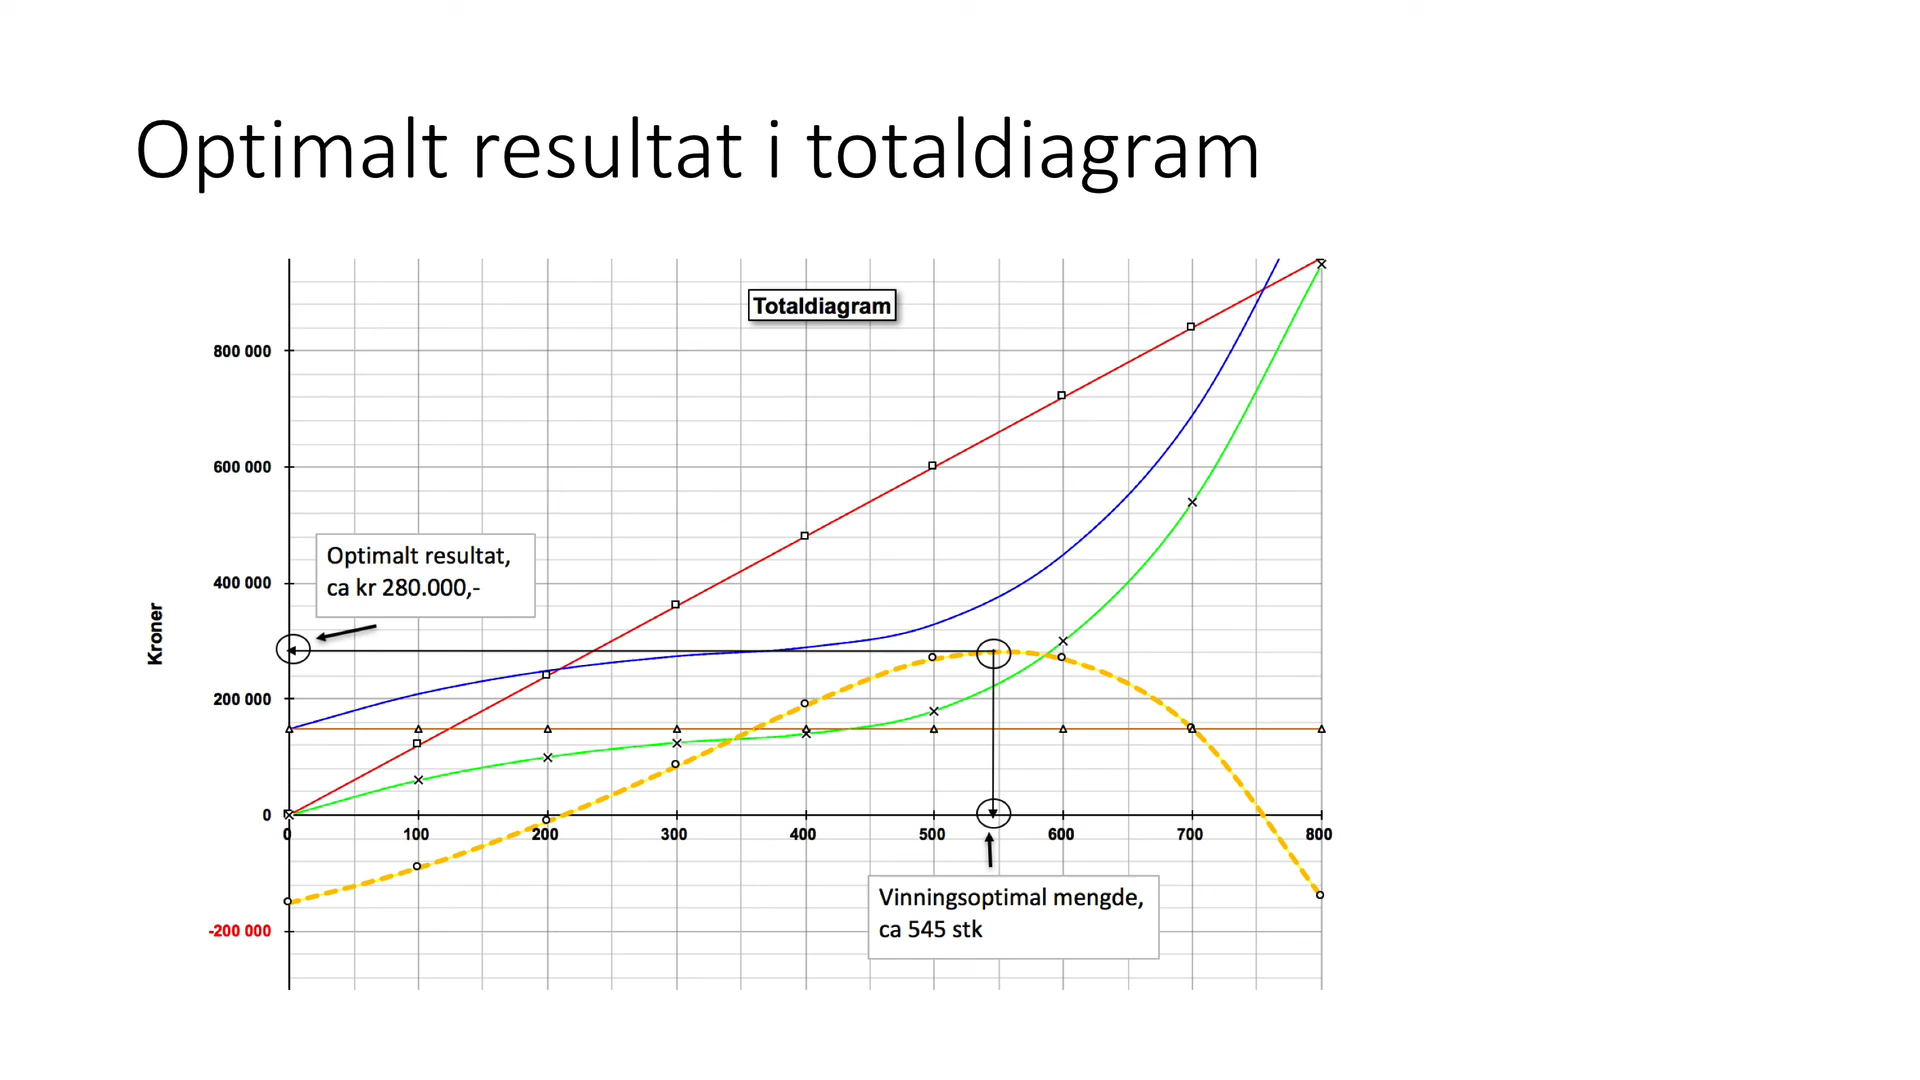 Optimalt resultat i totaldiagram
Totaldiagram
800 000
600 000
Optimalt resultat,
ca kr 280.000,-
400 000
Kroner
200 000
0
0 100 200 300 400 500 600 700 800
Vinningsoptimal mengde,
ca 545 stk
-200 000